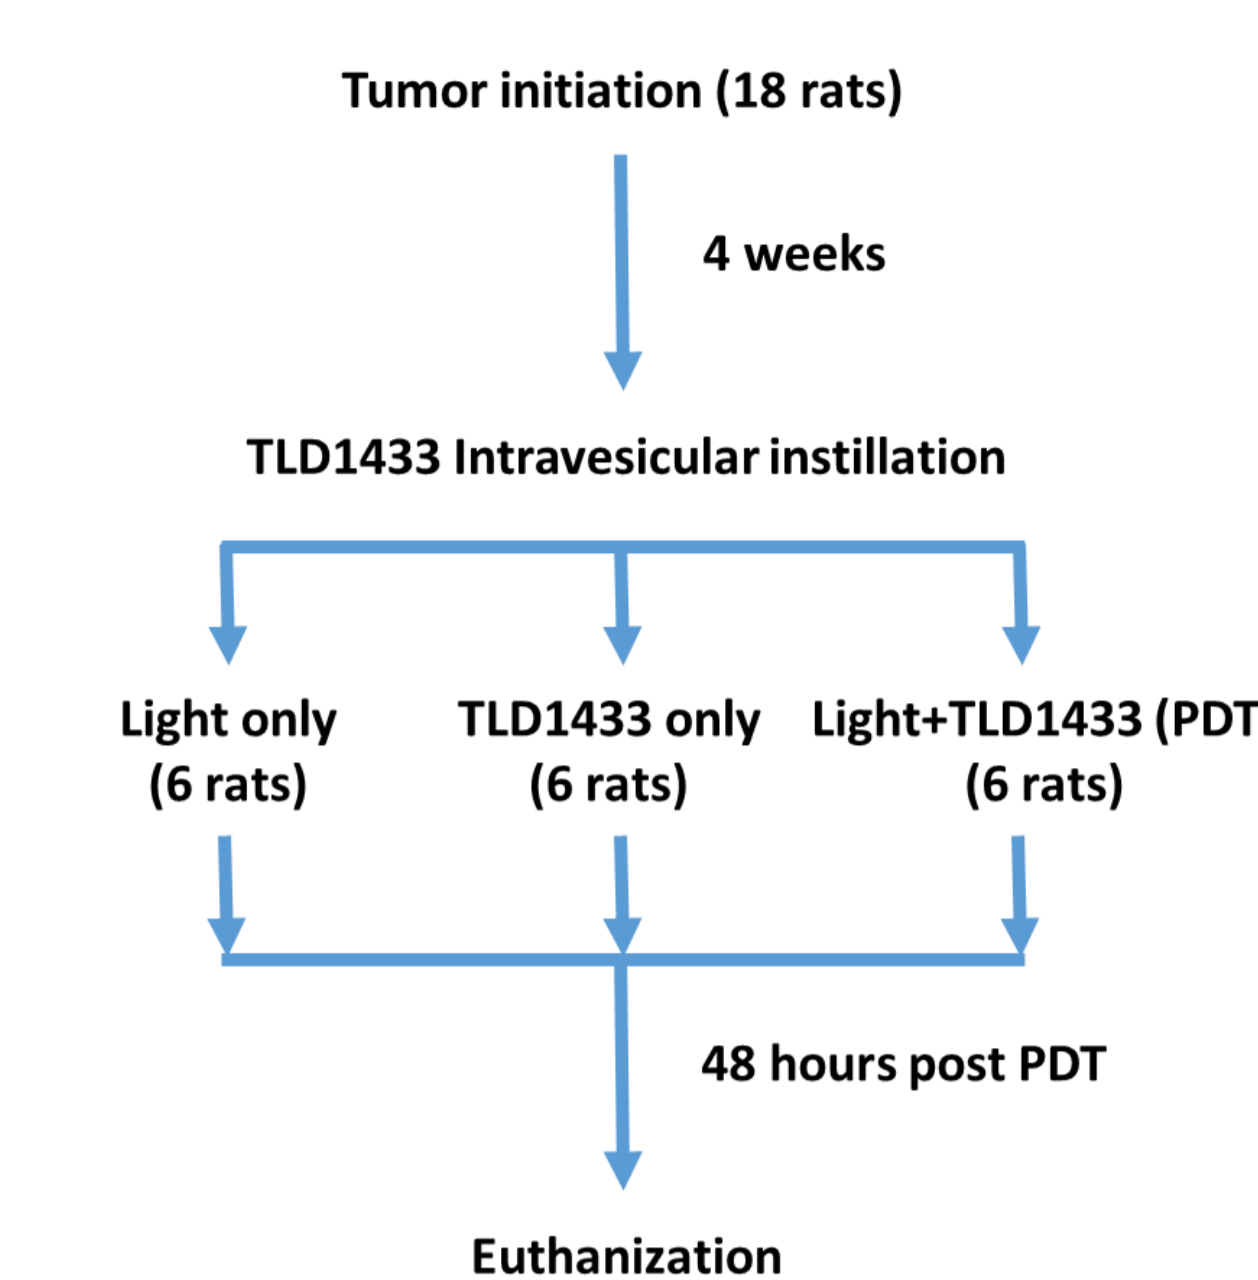 Tumor initiation (18 rats)
4 weeks
TLD1433 Intravesicular instillation
Light only
(6 rats)
TLD1433 only
(6 rats)
Light+TLD1433 (PDT
(6 rats)
48 hours post PDT
Euthanization